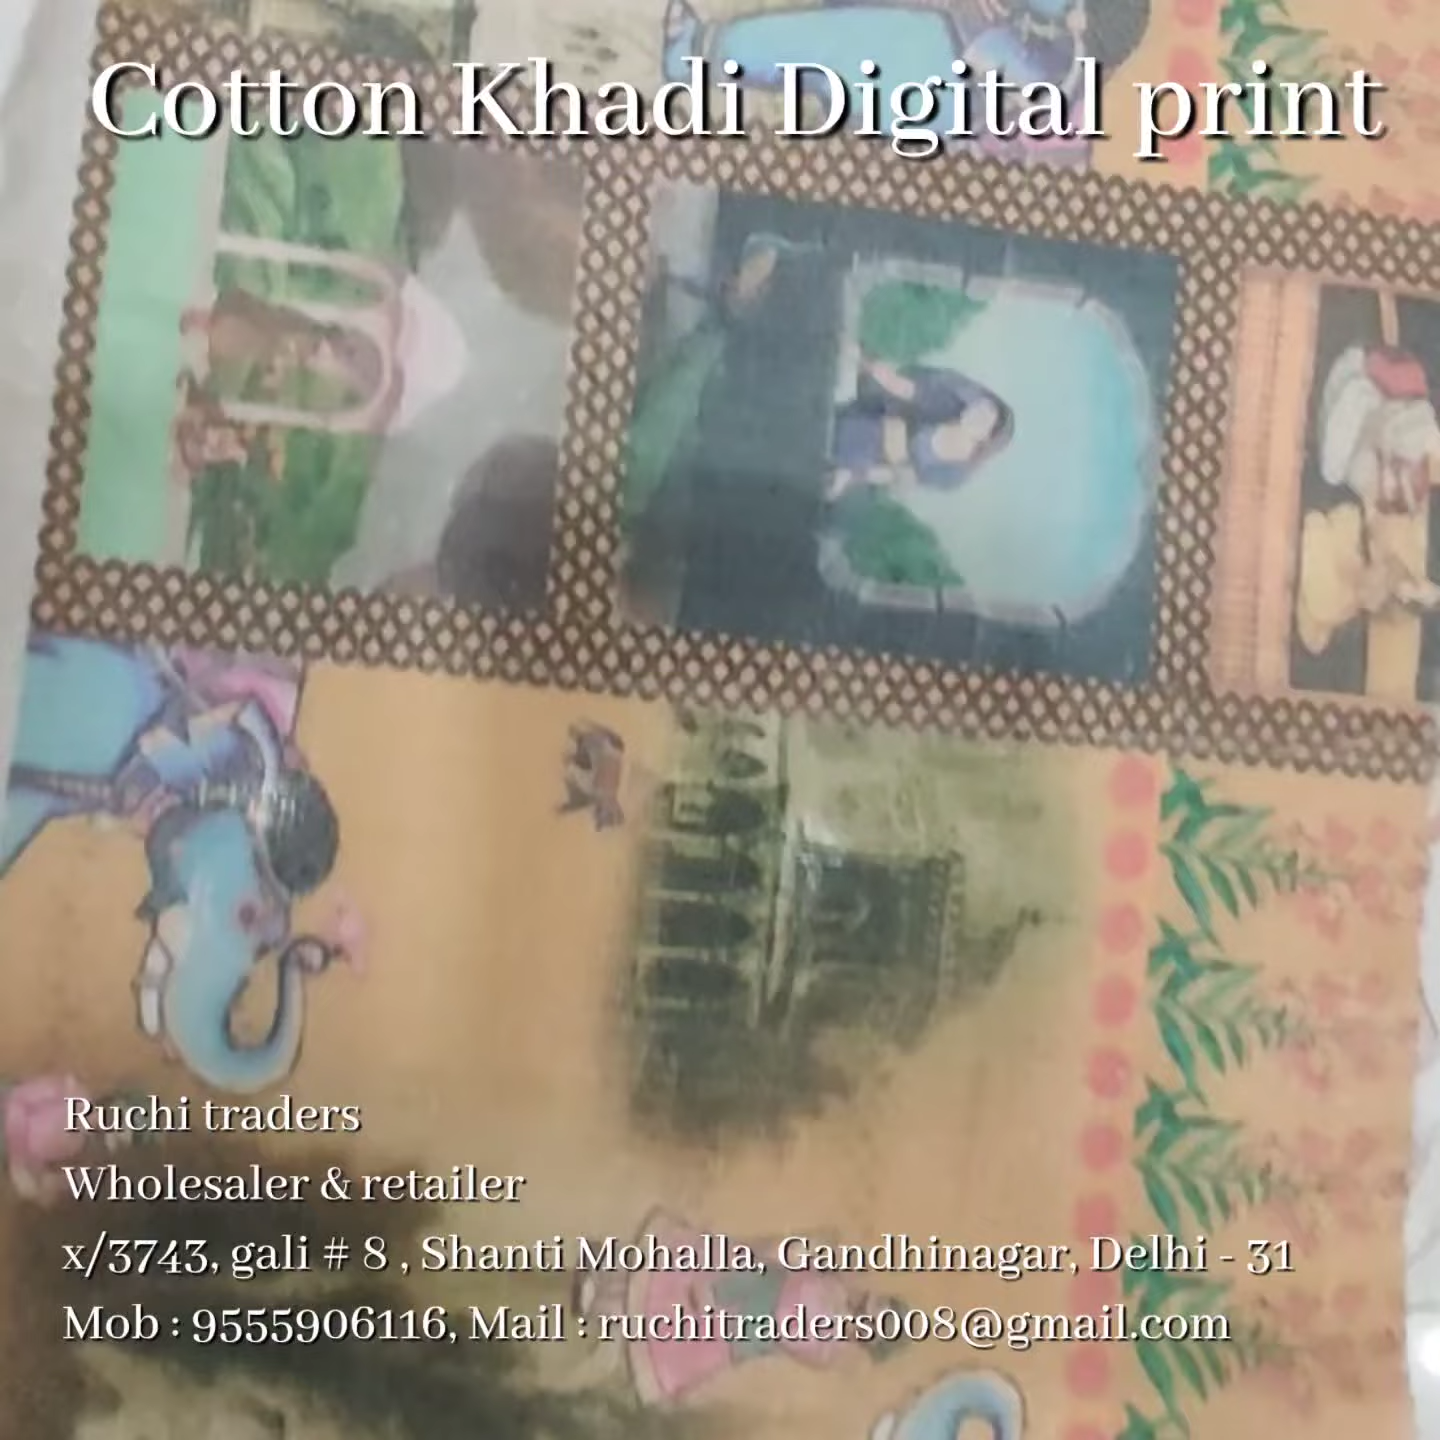 Cotton Khadi Digital print
Ruchi traders
Wholesaler & retailer
x/3743, gali # 8 , Shanti Mohalla, Gandhinagar, Delhi - 31
Mob : 9555906116, Mail : ruchitraders008@gmail.com